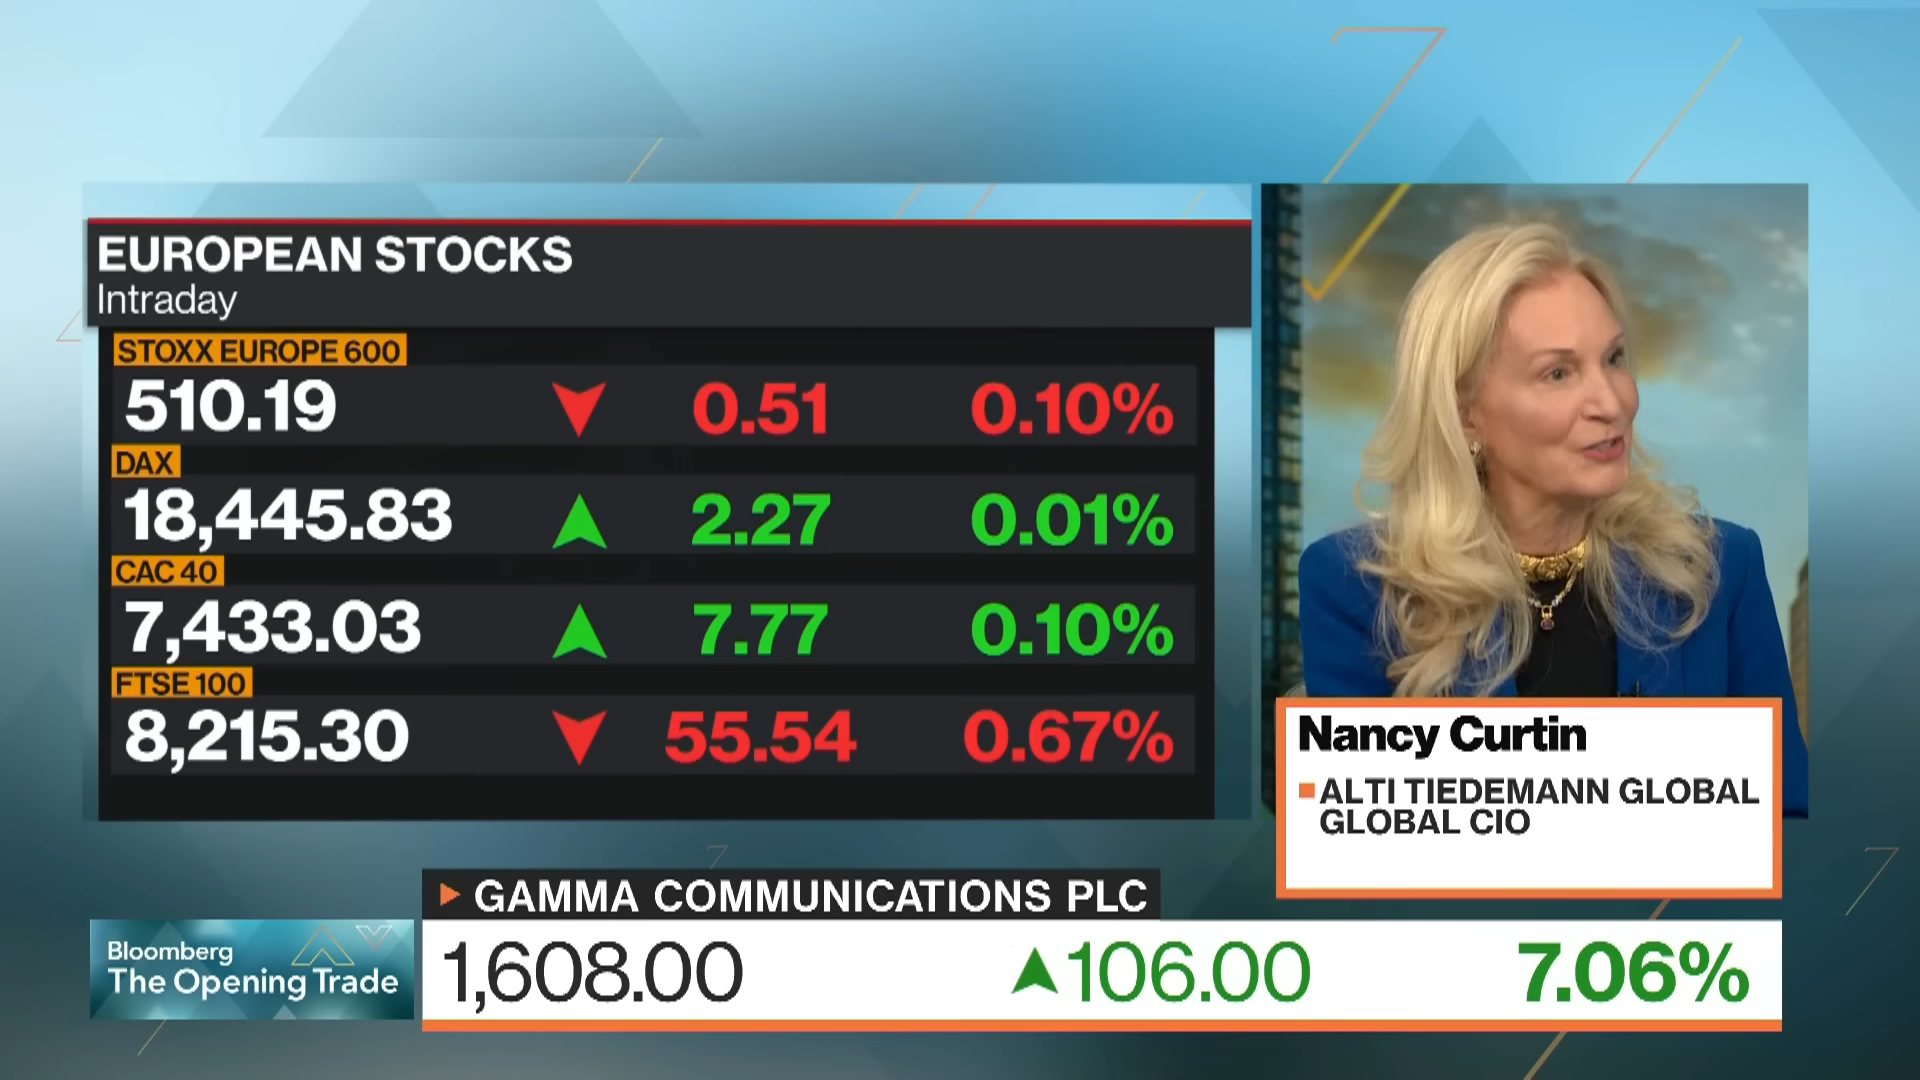 EUROPEAN STOCKS
Intraday
STOXX EUROPE 600
510.19 ▼ 0.51 0.10%
DAX
18,445.83 ▲ 2.27 0.01%
CAC 40
7,433.03 ▲ 7.77 0.10%
FTSE 100
8,215.30 ▼ 55.54 0.67%
Nancy Curtin
ALTI TIEDEMANN GLOBAL
GLOBAL CIO
GAMMA COMMUNICATIONS PLC
1,608.00 ▲106.00 7.06%
Bloomberg
The Opening Trade